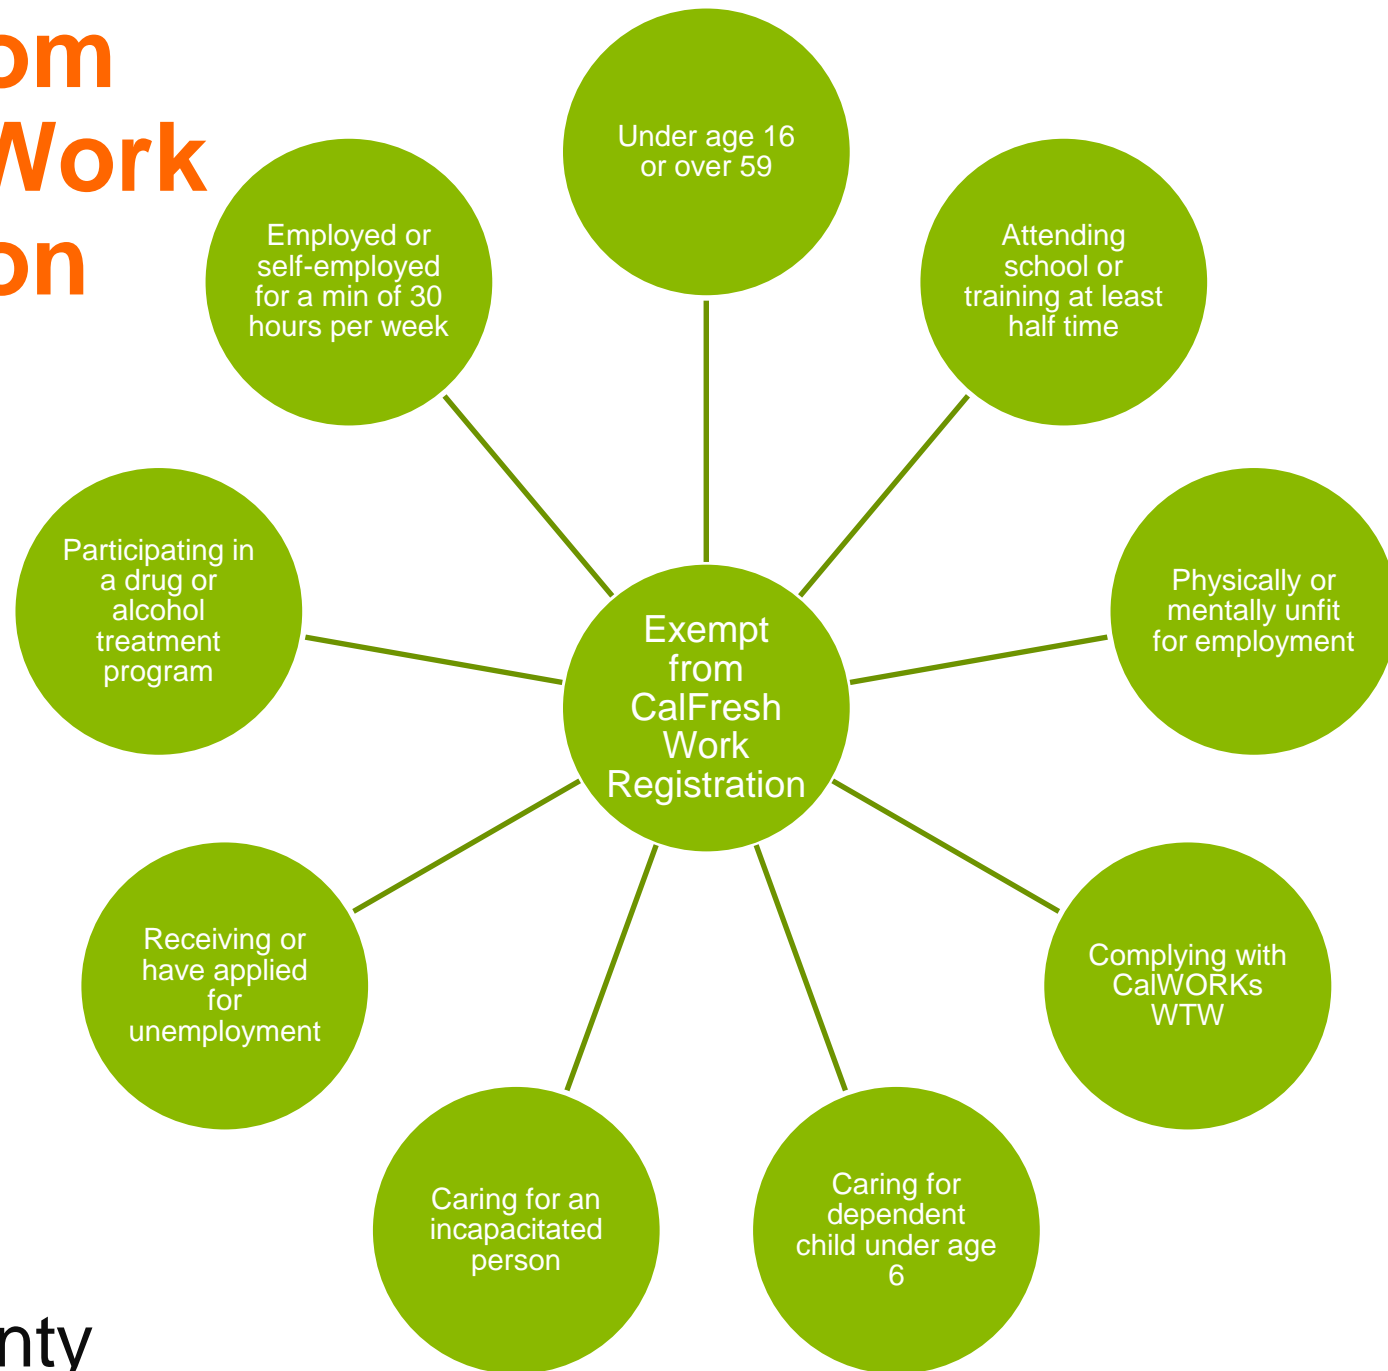 om
Work
on
Under age 16
or over 59
Attending
school or
training at least
half time
Physically or
mentally unfit
for employment
Complying with
CalWORKs
WTW
Caring for
dependent
child under age
6
Caring for an
incapacitated
person
Receiving or
have applied
for
unemployment
Participating in
a drug or
alcohol
treatment
program
Employed or
self-employed
for a min of 30
hours per week
Exempt
from
CalFresh
Work
Registration
nty